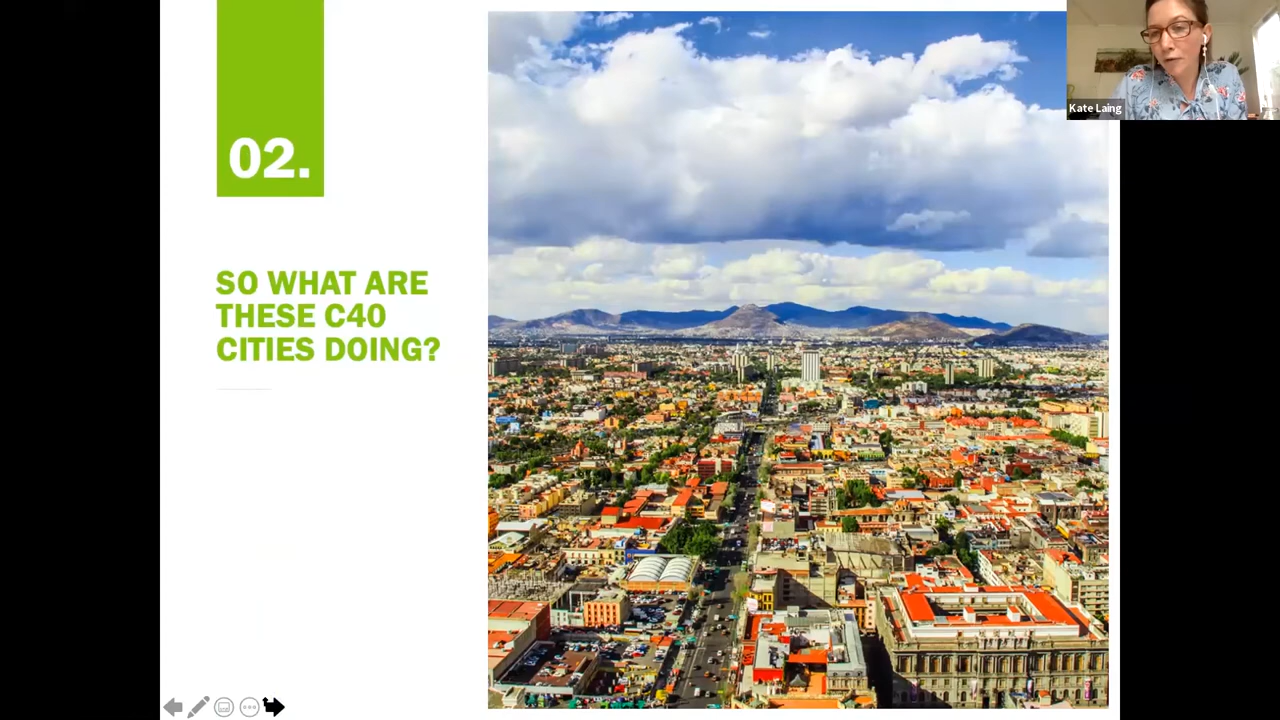 02.
SO WHAT ARE
THESE C40
CITIES DOING?
Kate Laing